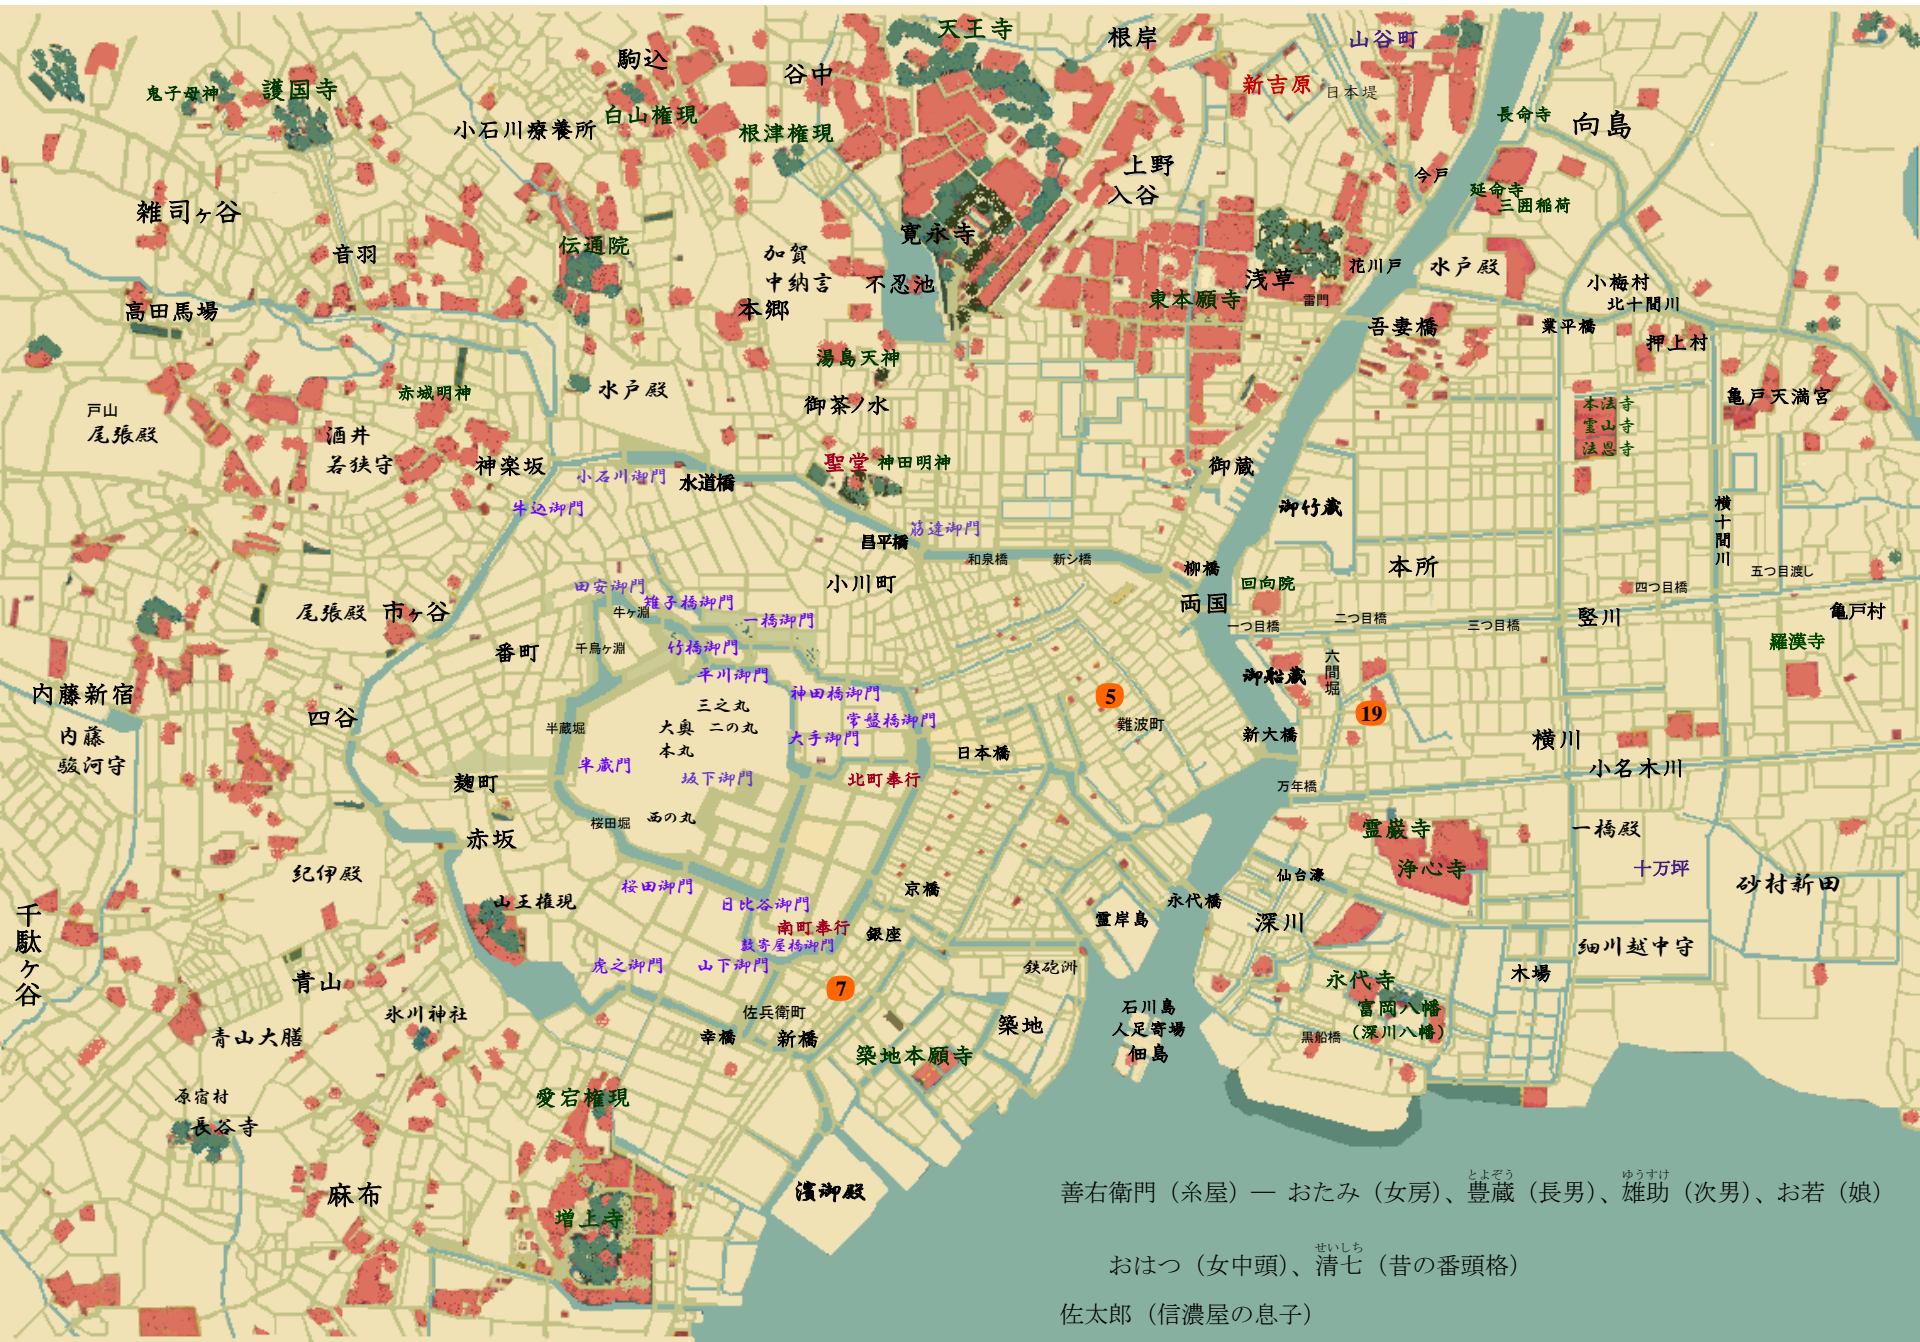 天王寺
根岸
山谷町
駒込
谷中
新吉原
日本堤
鬼子母神
護国寺
白山権現
長命寺
向島
小石川療養所
根津権現
上野
入谷
今戸
延命寺
三囲稲荷
雑司ヶ谷
音羽
伝通院
加賀
中納言
寛永寺
不忍池
本郷
浅草
花川戸
水戸殿
東本願寺
雷門
小梅村
北十間川
高田馬場
吾妻橋
業平橋
押上村
湯島天神
赤城明神
水戸殿
御茶ノ水
本法寺
霊山寺
法恩寺
亀戸天満宮
戸山
尾張殿
酒井
若狭守
神楽坂
小石川御門
水道橋
聖堂
神田明神
御蔵
牛込御門
御竹蔵
横十間川
筋違御門
昌平橋
和泉橋
新シ橋
柳橋
本所
五つ目渡し
小川町
回向院
四つ目橋
田安御門
雉子橋御門
牛ヶ淵
一橋御門
両国
尾張殿
市ヶ谷
一つ目橋
二つ目橋
三つ目橋
竪川
亀戸村
羅漢寺
番町
千鳥ヶ淵
竹橋御門
平川御門
御船蔵
六間堀
内藤新宿
神田橋御門
5
四谷
三之丸
常盤橋御門
難波町
19
内藤
駿河守
半蔵堀
大奥
二の丸
本丸
大手御門
日本橋
新大橋
横川
半蔵門
坂下御門
北町奉行
小名木川
麹町
万年橋
桜田堀
西の丸
赤坂
霊巌寺
一橋殿
紀伊殿
浄心寺
十万坪
砂村新田
桜田御門
京橋
仙台濠
山王権現
日比谷御門
永代橋
千駄ヶ谷
南町奉行
銀座
霊岸島
深川
数寄屋橋御門
細川越中守
虎之御門
山下御門
鉄砲洲
木場
青山
7
永代寺
氷川神社
佐兵衛町
石川島
人足寄場
佃島
富岡八幡
(深川八幡)
青山大膳
幸橋
新橋
築地
黒船橋
築地本願寺
原宿村
愛宕権現
長谷寺
麻布
濱御殿
増上寺
とよぞう ゆうすけ
善右衛門（糸屋）― おたみ（女房）、豊蔵（長男）、雄助（次男）、お若（娘）
せいしち
おはつ（女中頭）、清七（昔の番頭格）
佐太郎（信濃屋の息子）